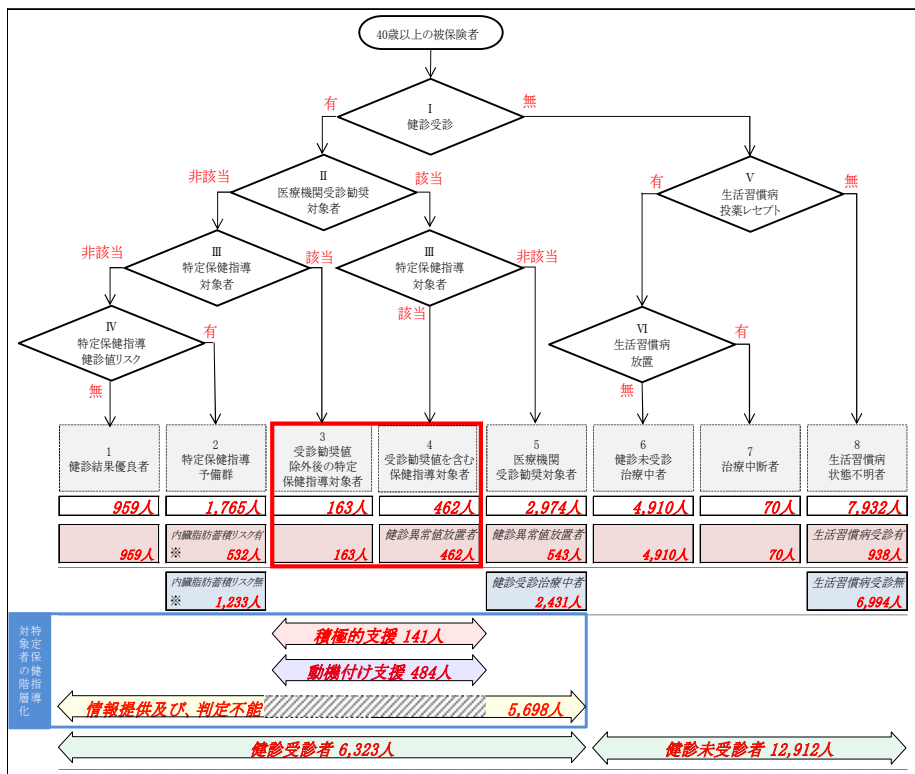 40歳以上の被保険者
Ⅰ
健診受診
有
無
Ⅱ
医療機関受診勧奨
対象者
非該当
該当
Ⅴ
生活習慣病
投薬レセプト
有
無
Ⅲ
特定保健指導
対象者
非該当
該当
Ⅲ
特定保健指導
対象者
非該当
該当
Ⅳ
特定保健指導
健診値リスク
有
無
Ⅵ
生活習慣病
放置
有
無
1
健診結果優良者
2
特定保健指導
予備群
3
受診勧奨値
除外後の特定
保健指導対象者
4
受診勧奨値を含む
保健指導対象者
5
医療機関
受診勧奨対象者
6
健診未受診
治療中者
7
治療中断者
8
生活習慣病
状態不明者
959人
1,765人
163人
462人
2,974人
4,910人
70人
7,932人
959人
内臓脂肪蓄積リスク有
※ 532人
163人
健診異常値放置者
462人
健診異常値放置者
543人
4,910人
70人
生活習慣病受診有
938人
内臓脂肪蓄積リスク無
※ 1,233人
健診受診治療中者
2,431人
生活習慣病受診無
6,994人
特定保健指導
対象者の階層化
積極的支援 141人
動機付け支援 484人
情報提供及び、判定不能
5,698人
健診受診者 6,323人
健診未受診者 12,912人